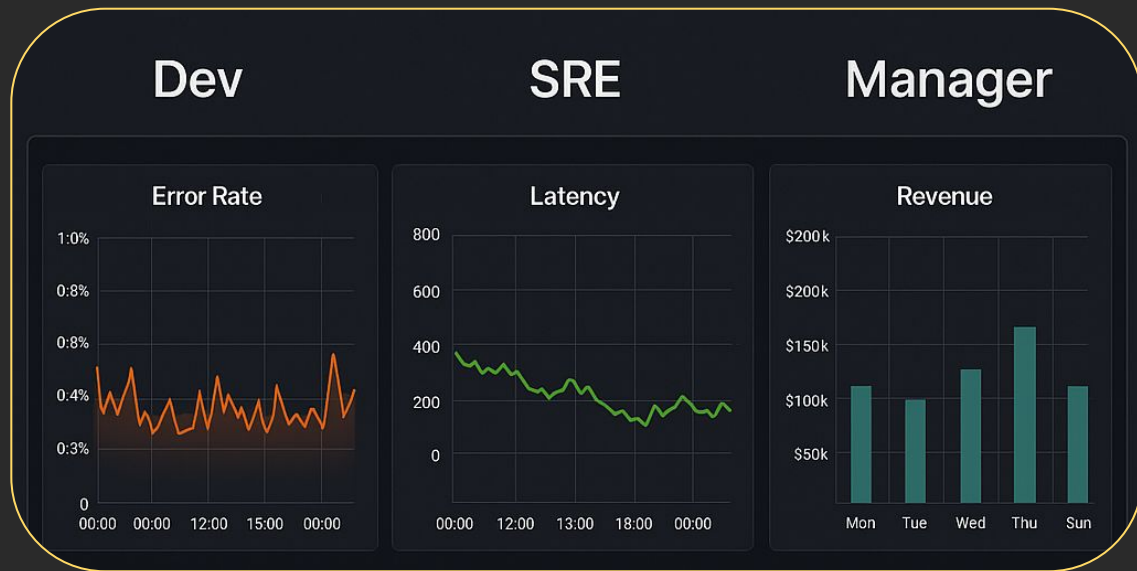 Dev
SRE
Manager
Error Rate
1:0%
0:8%
0:8%
0:4%
0:3%
0
00:00 00:00 12:00 15:00 00:00
Latency
800
600
400
200
0
00:00 12:00 13:00 18:00 00:00
Revenue
$200k
$200k
$150k
$100k
$50k
Mon Tue Wed Thu Sun